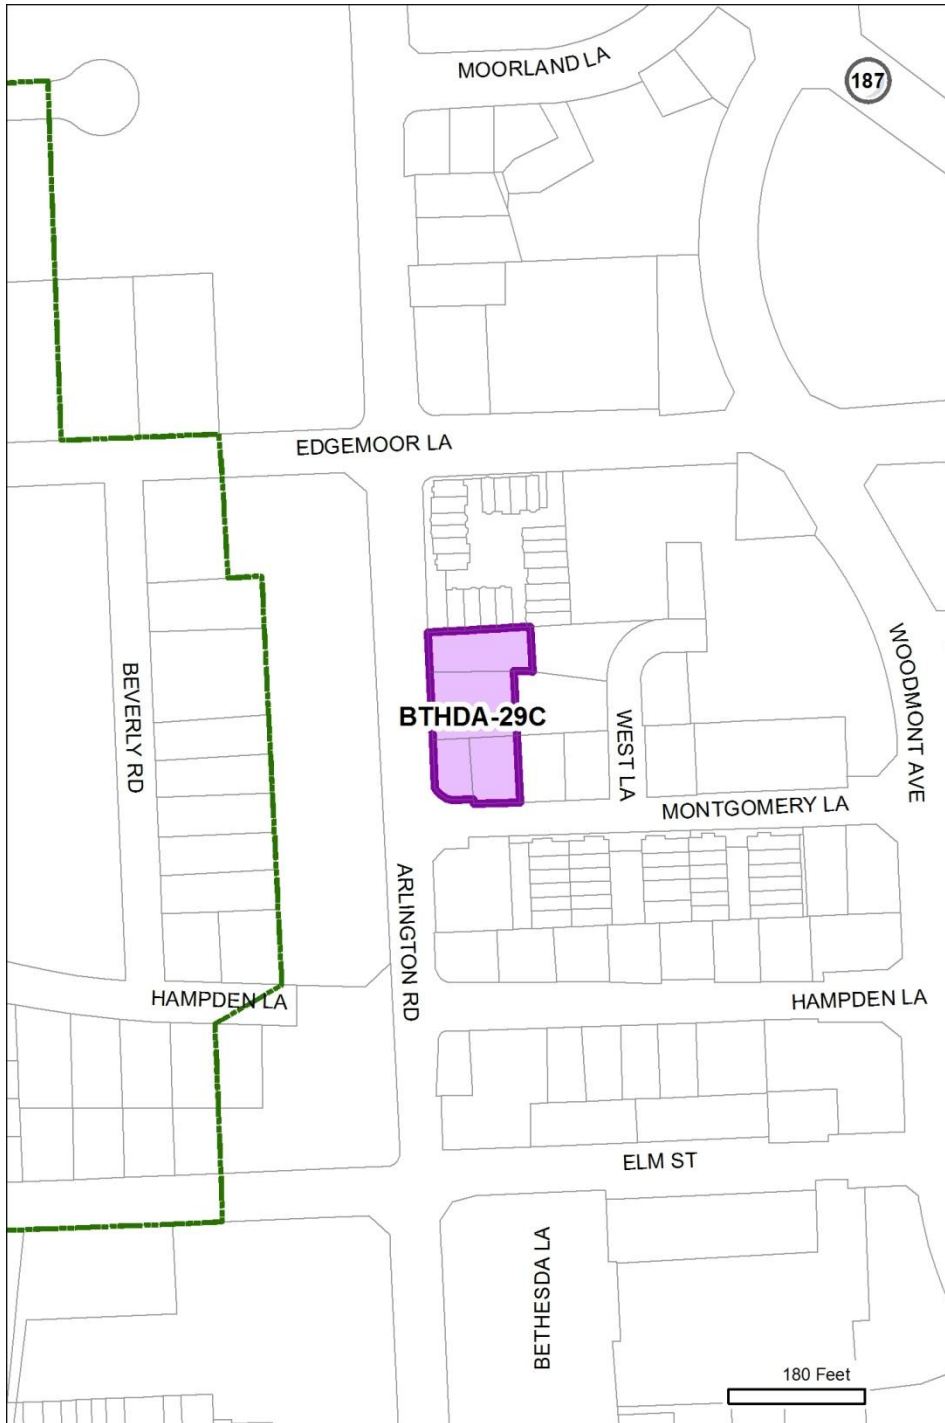 MOORLAND LA
187
EDGEMOOR LA
BEVERLY RD
BTHDA-29C
WEST LA
WOODMONT AVE
MONTGOMERY LA
ARLINGTON RD
HAMPDEN LA
HAMPDEN LA
ELM ST
BETHESDA LA
180 Feet